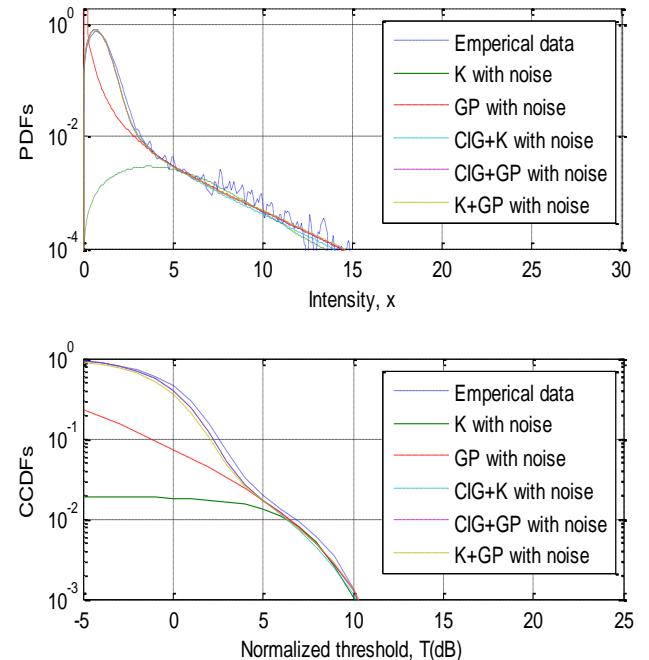 10^0
10^-2
10^-4
PDFs
0 5 10 15 20 25 30
Intensity, x
Emperical data
K with noise
GP with noise
CIG+K with noise
CIG+GP with noise
K+GP with noise
10^0
10^-1
10^-2
10^-3
CCDFs
-5 0 5 10 15 20 25
Normalized threshold, T(dB)
Emperical data
K with noise
GP with noise
CIG+K with noise
CIG+GP with noise
K+GP with noise